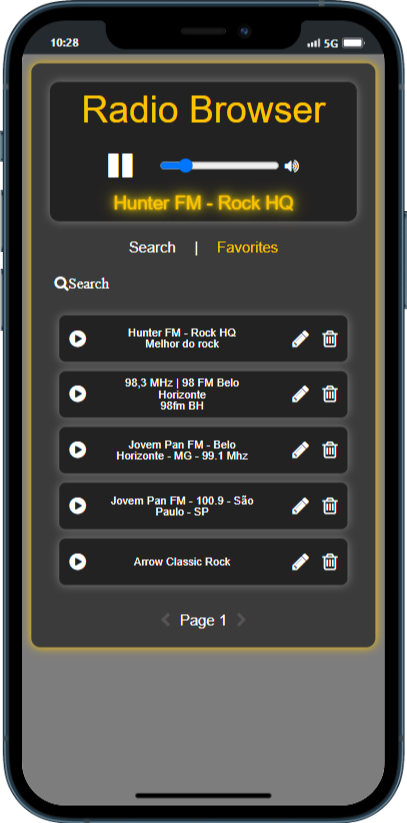 10:28
5G
Radio Browser
Hunter FM - Rock HQ
Search | Favorites
Search
Hunter FM - Rock HQ
Melhor do rock
98,3 MHz | 98 FM Belo
Horizonte
98fm BH
Jovem Pan FM - Belo
Horizonte - MG - 99.1 Mhz
Jovem Pan FM - 100.9 - São
Paulo - SP
Arrow Classic Rock
Page 1